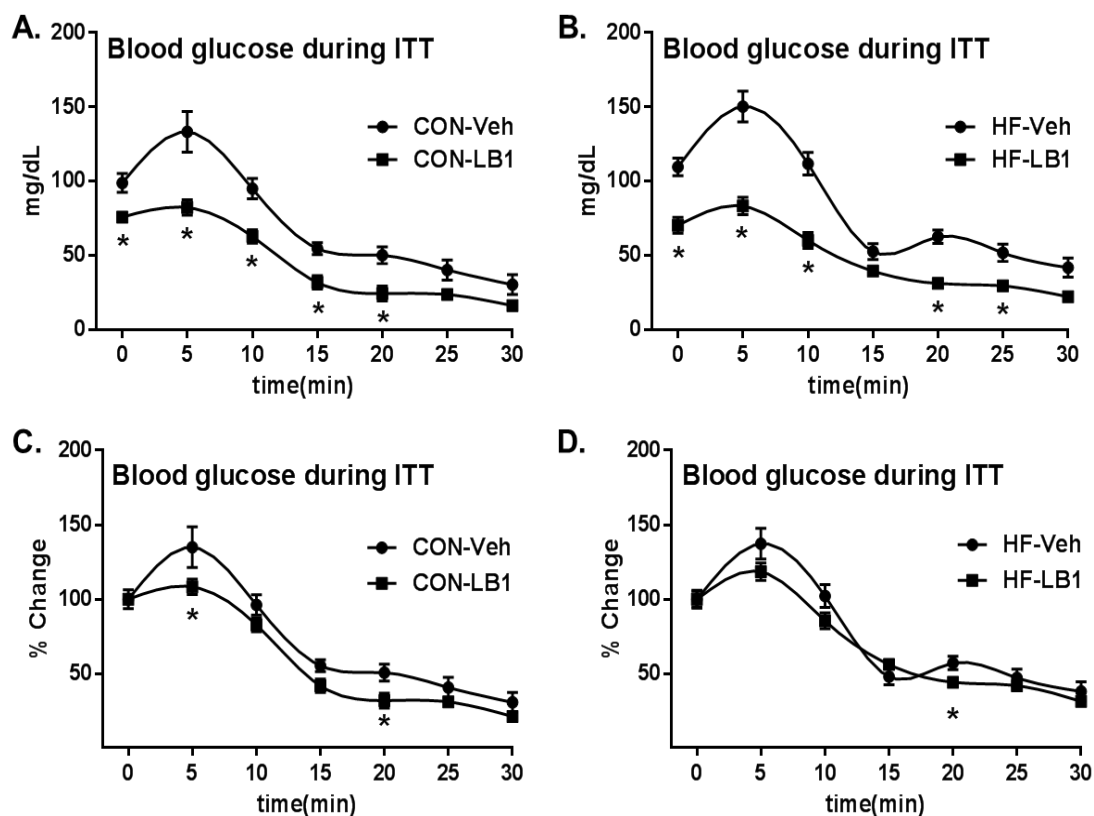 A.
Blood glucose during ITT
mg/dL
200
150
100
50
0
CON-Veh
CON-LB1
* * * * *
0 5 10 15 20 25 30
time(min)
B.
Blood glucose during ITT
mg/dL
200
150
100
50
0
HF-Veh
HF-LB1
* * * * *
0 5 10 15 20 25 30
time(min)
C.
Blood glucose during ITT
% Change
200
150
100
50
CON-Veh
CON-LB1
* *
0 5 10 15 20 25 30
time(min)
D.
Blood glucose during ITT
% Change
200
150
100
50
HF-Veh
HF-LB1
*
0 5 10 15 20 25 30
time(min)